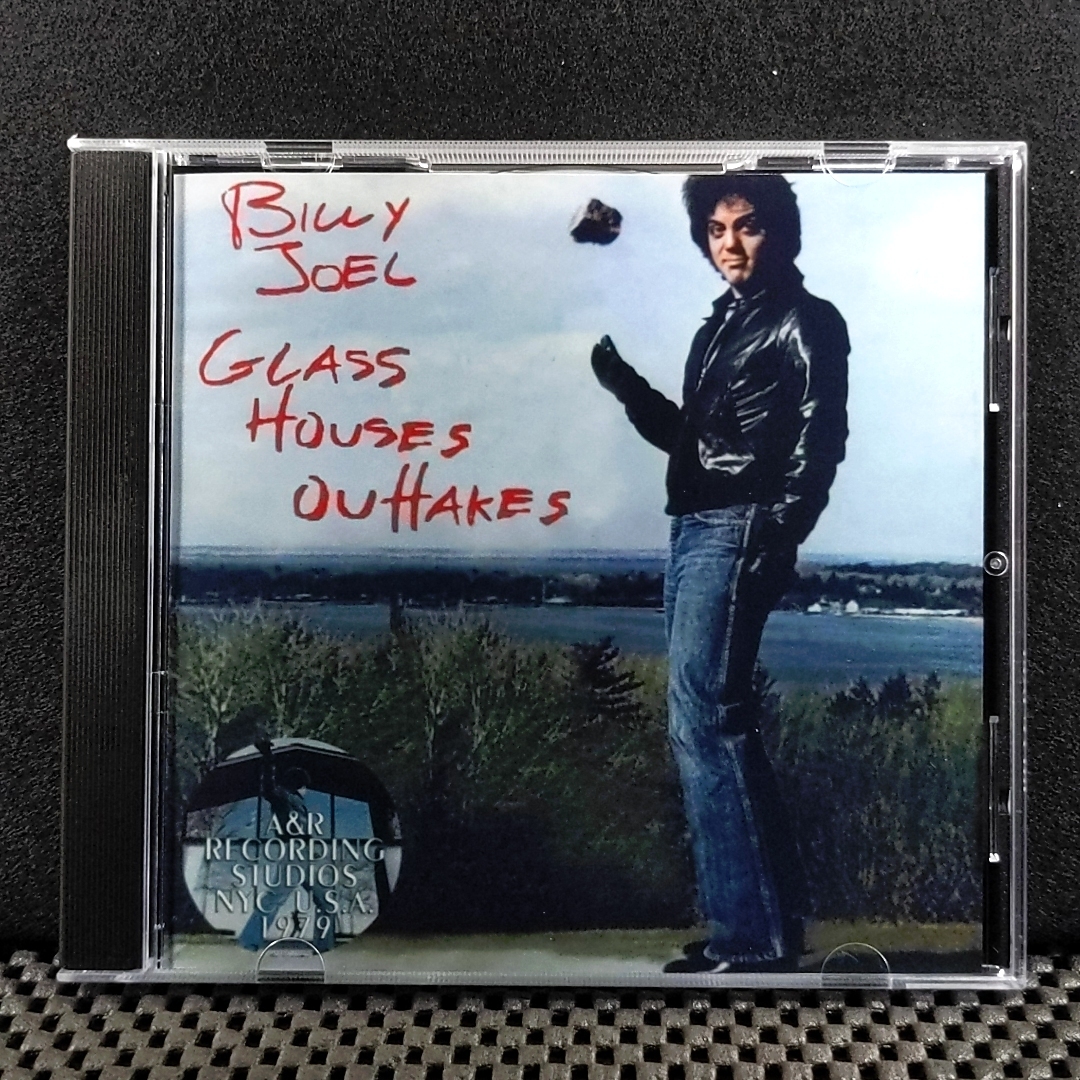 BILLY
JOEL
GLASS
HOUSES
OUTTAKES
A&R
RECORDING
STUDIOS
NYC U.S.A.
1979